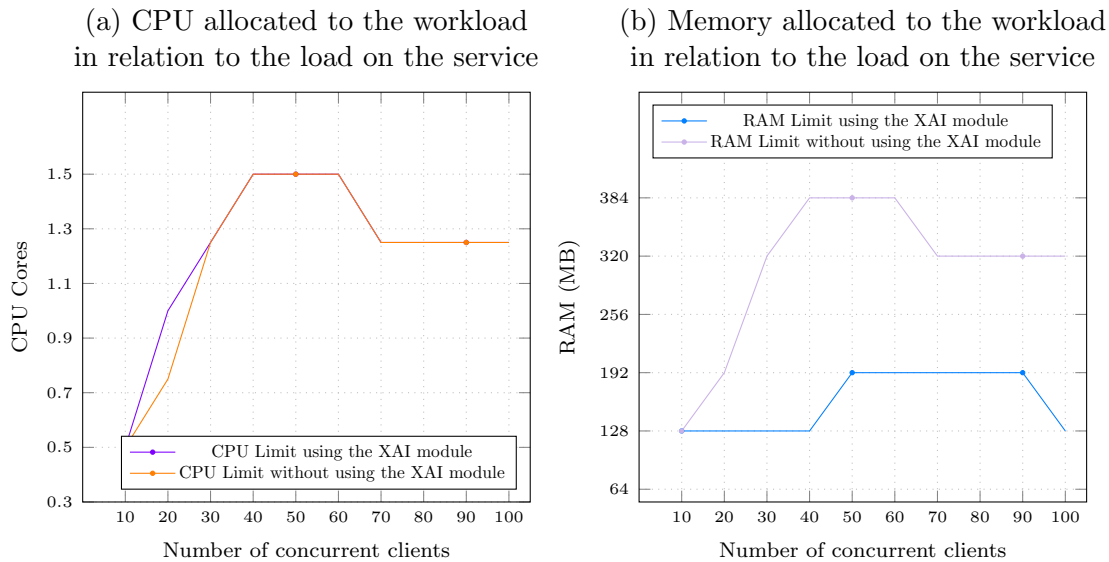 (a) CPU allocated to the workload
in relation to the load on the service
1.5
1.3
1.1
0.9
0.7
0.5
0.3
CPU Cores
CPU Limit using the XAI module
CPU Limit without using the XAI module
10 20 30 40 50 60 70 80 90 100
Number of concurrent clients
(b) Memory allocated to the workload
in relation to the load on the service
RAM Limit using the XAI module
RAM Limit without using the XAI module
384
320
256
192
128
64
RAM (MB)
10 20 30 40 50 60 70 80 90 100
Number of concurrent clients